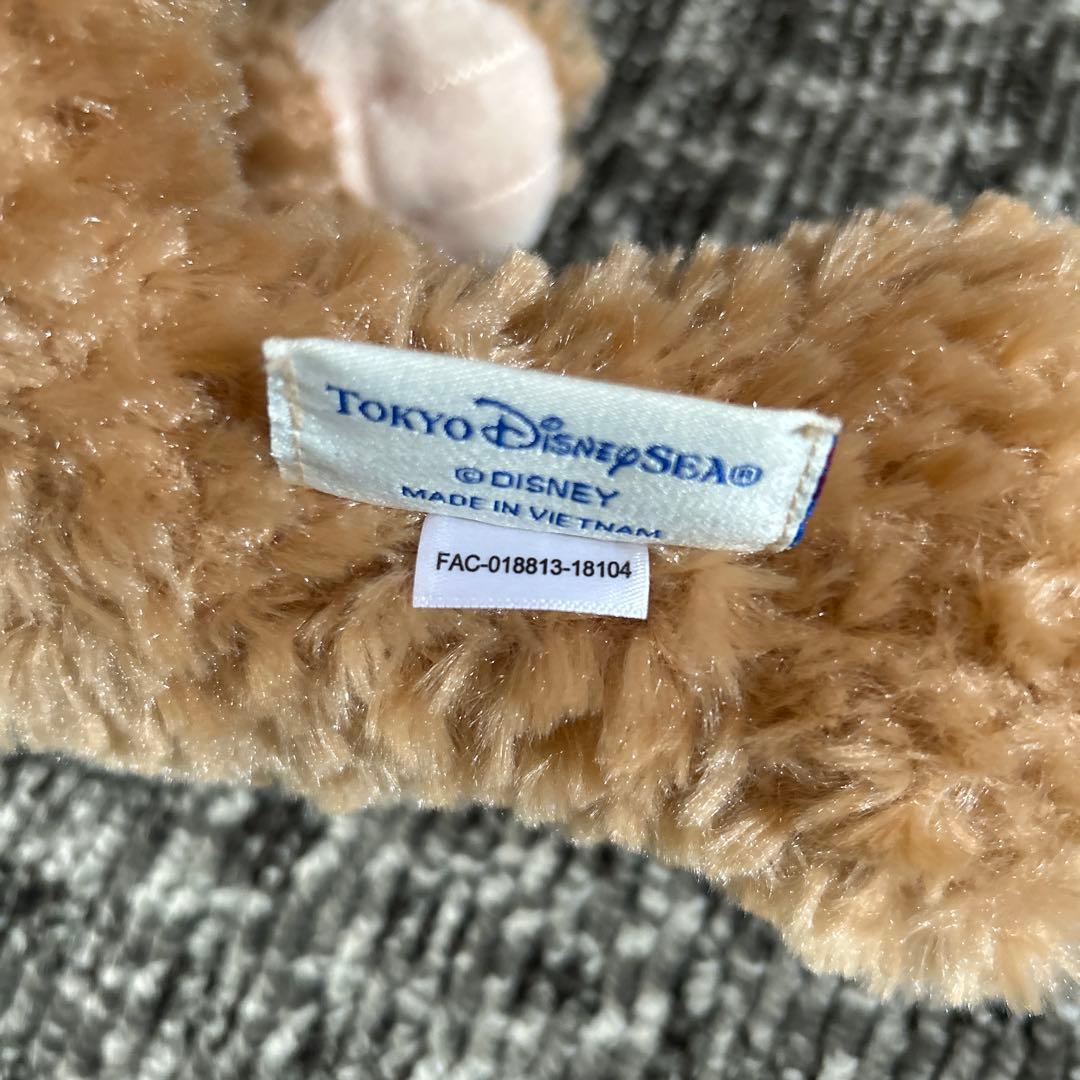 TOKYO DISNEYSEA®
©DISNEY
MADE IN VIETNAM
FAC-018813-18104